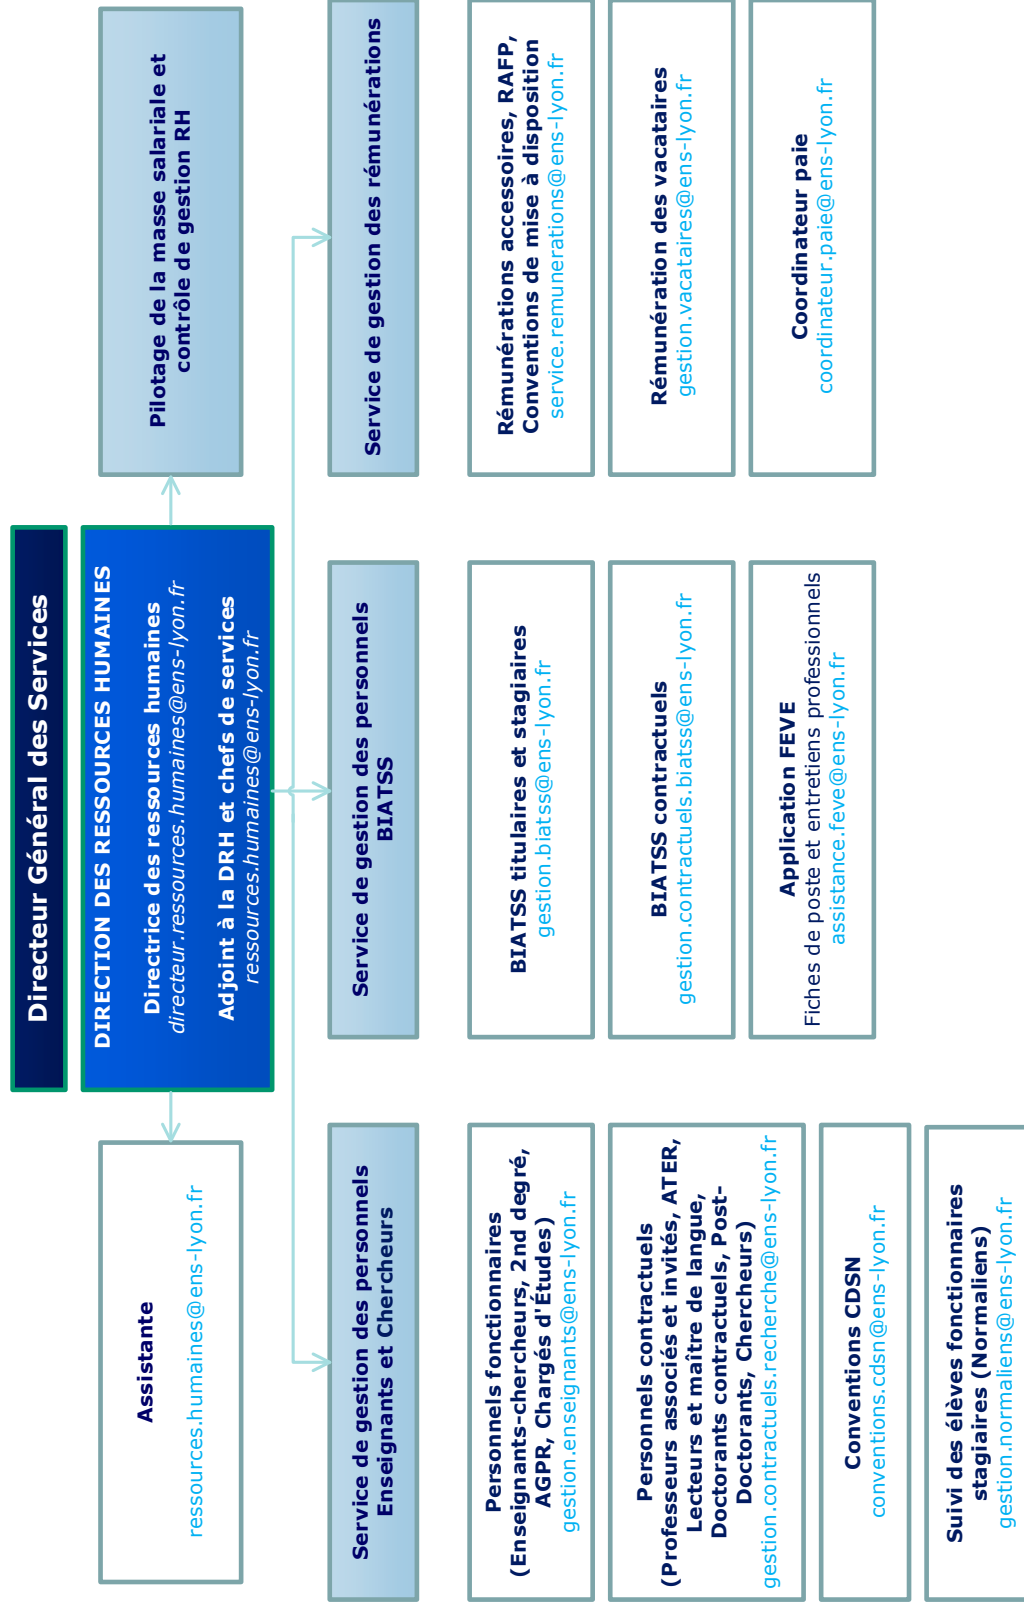 Directeur Général des Services
DIRECTION DES RESSOURCES HUMAINES
Directrice des ressources humaines
directeur.ressources.humaines@ens-lyon.fr
Adjoint à la DRH et chefs de services
ressources.humaines@ens-lyon.fr
Assistante
ressources.humaines@ens-lyon.fr
Pilotage de la masse salariale et
contrôle de gestion RH
Service de gestion des personnels
Enseignants et Chercheurs
Personnels fonctionnaires
(Enseignants-chercheurs, 2nd degré,
AGPR, Chargés d'Études)
gestion.enseignants@ens-lyon.fr
Personnels contractuels
(Professeurs associés et invités, ATER,
Lecteurs et maître de langue,
Doctorants contractuels, Post-
Doctorants, Chercheurs)
gestion.contractuels.recherche@ens-lyon.fr
Conventions CDSN
conventions.cdsn@ens-lyon.fr
Suivi des élèves fonctionnaires
stagiaires (Normaliens)
gestion.normaliens@ens-lyon.fr
Service de gestion des personnels
BIATSS
BIATSS titulaires et stagiaires
gestion.biatss@ens-lyon.fr
BIATSS contractuels
gestion.contractuels.biatss@ens-lyon.fr
Application FEVE
Fiches de poste et entretiens professionnels
assistance.feve@ens-lyon.fr
Service de gestion des rémunérations
Rémunérations accessoires, RAFP,
Conventions de mise à disposition
service.remunerations@ens-lyon.fr
Rémunération des vacataires
gestion.vacataires@ens-lyon.fr
Coordinateur paie
coordinateur.paie@ens-lyon.fr